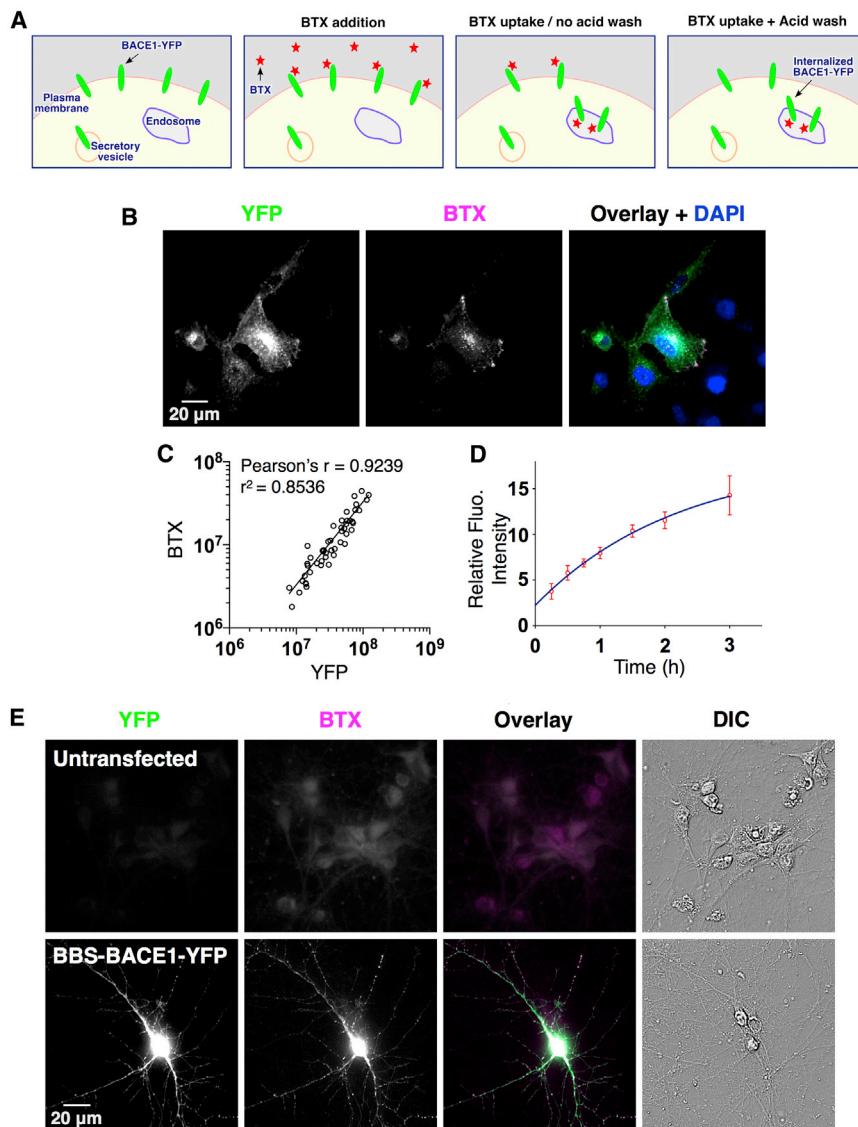 A
BTX addition
BTX uptake / no acid wash
BTX uptake + Acid wash
BACE1-YFP
Plasma
membrane
Endosome
Secretory
vesicle
BTX
Internalized
BACE1-YFP
B
YFP
BTX
Overlay + DAPI
20 µm
C
Pearson's r = 0.9239
r² = 0.8536
BTX
10⁸
10⁷
10⁶
10⁶ 10⁷ 10⁸ 10⁹
YFP
D
Relative Fluo.
Intensity
15
10
5
0
0 1 2 3
Time (h)
E
YFP
BTX
Overlay
DIC
Untransfected
BBS-BACE1-YFP
20 µm